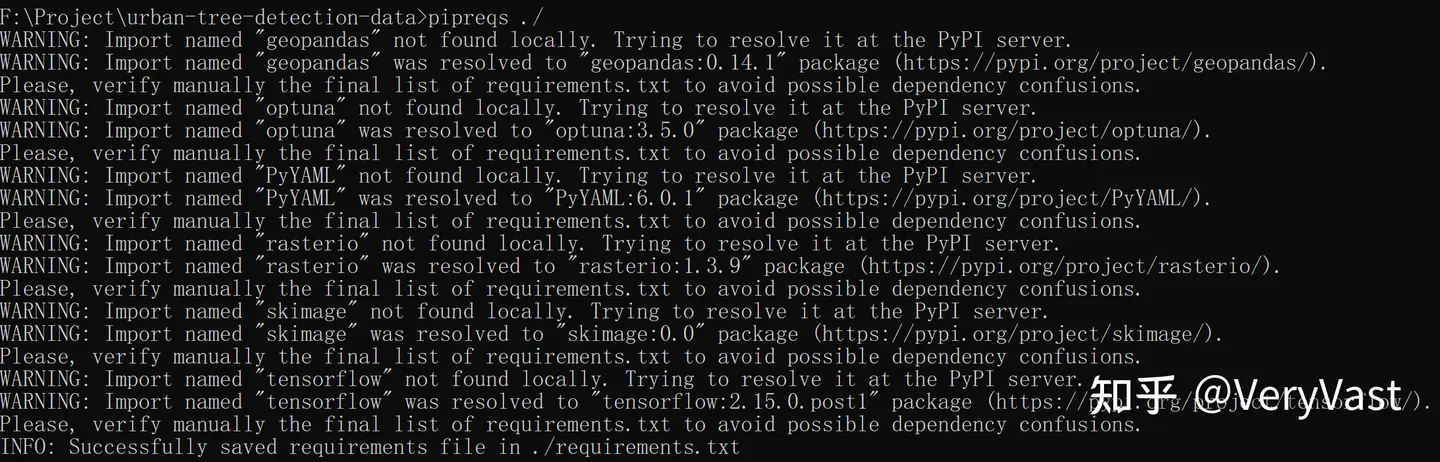 F:\Project\urban-tree-detection-data>pipreqs ./
WARNING: Import named "geopandas" not found locally. Trying to resolve it at the PyPI server.
WARNING: Import named "geopandas" was resolved to "geopandas:0.14.1" package (https://pypi.org/project/geopandas/).
Please, verify manually the final list of requirements.txt to avoid possible dependency confusions.
WARNING: Import named "optuna" not found locally. Trying to resolve it at the PyPI server.
WARNING: Import named "optuna" was resolved to "optuna:3.5.0" package (https://pypi.org/project/optuna/).
Please, verify manually the final list of requirements.txt to avoid possible dependency confusions.
WARNING: Import named "PyYAML" not found locally. Trying to resolve it at the PyPI server.
WARNING: Import named "PyYAML" was resolved to "PyYAML:6.0.1" package (https://pypi.org/project/PyYAML/).
Please, verify manually the final list of requirements.txt to avoid possible dependency confusions.
WARNING: Import named "rasterio" not found locally. Trying to resolve it at the PyPI server.
WARNING: Import named "rasterio" was resolved to "rasterio:1.3.9" package (https://pypi.org/project/rasterio/).
Please, verify manually the final list of requirements.txt to avoid possible dependency confusions.
WARNING: Import named "skimage" not found locally. Trying to resolve it at the PyPI server.
WARNING: Import named "skimage" was resolved to "skimage:0.0" package (https://pypi.org/project/skimage/).
Please, verify manually the final list of requirements.txt to avoid possible dependency confusions.
WARNING: Import named "tensorflow" not found locally. Trying to resolve it at the PyPI server.
WARNING: Import named "tensorflow" was resolved to "tensorflow:2.15.0.post1" package (https://pypi.org/project/tensorflow/).
Please, verify manually the final list of requirements.txt to avoid possible dependency confusions.
INFO: Successfully saved requirements file in ./requirements.txt
知乎 @VeryVast